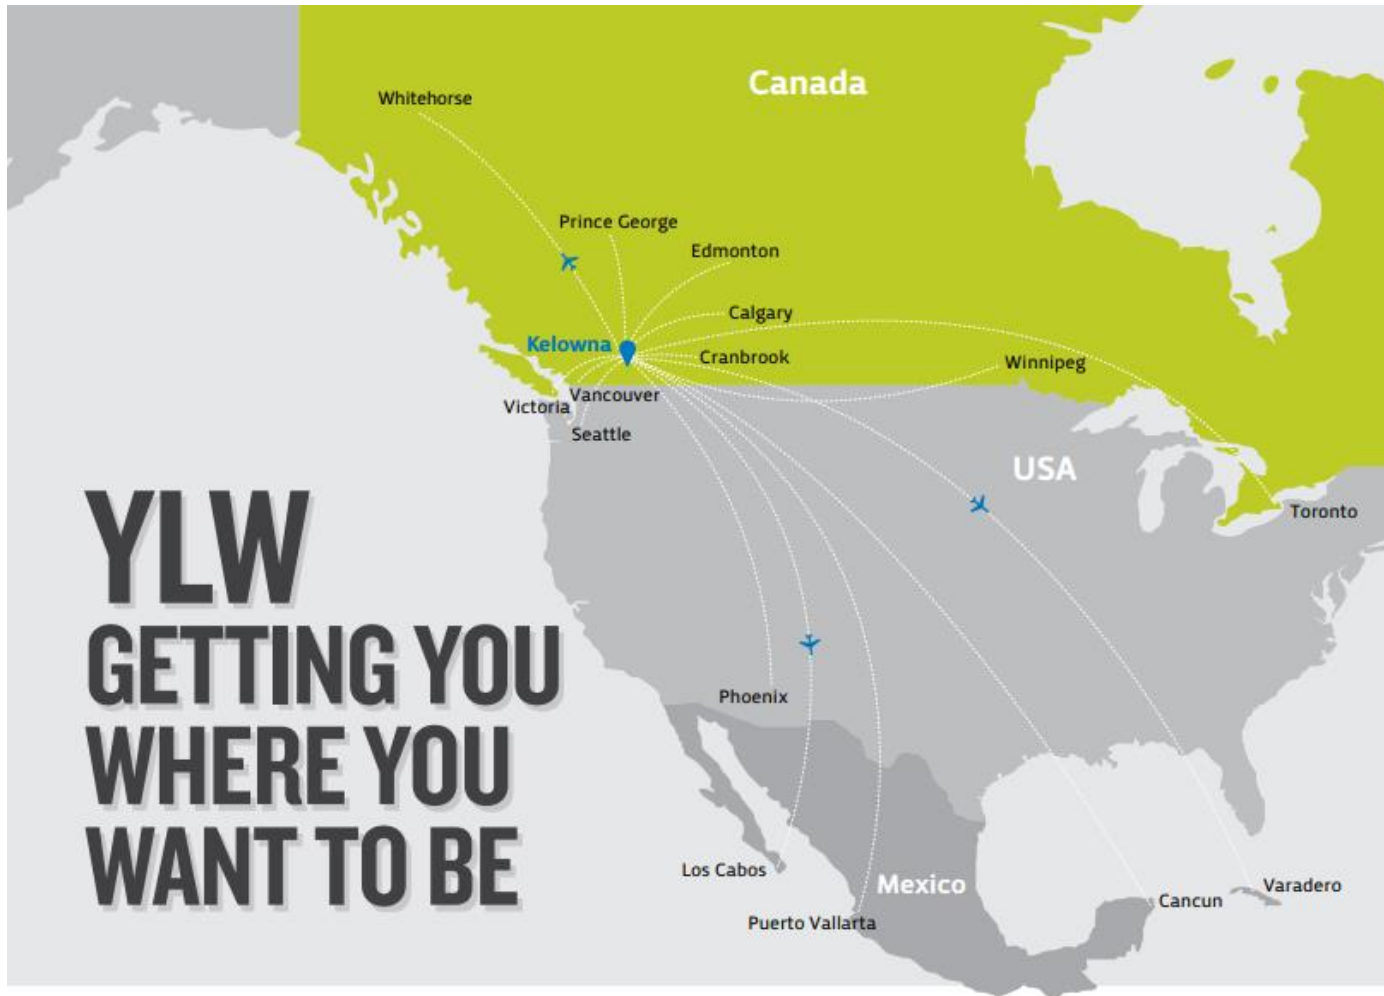 Canada
Whitehorse
Prince George
Edmonton
Calgary
Kelowna
Cranbrook
Winnipeg
Vancouver
Victoria
Seattle
USA
YLW
GETTING YOU
WHERE YOU
WANT TO BE
Toronto
Phoenix
Los Cabos
Mexico
Varadero
Cancun
Puerto Vallarta